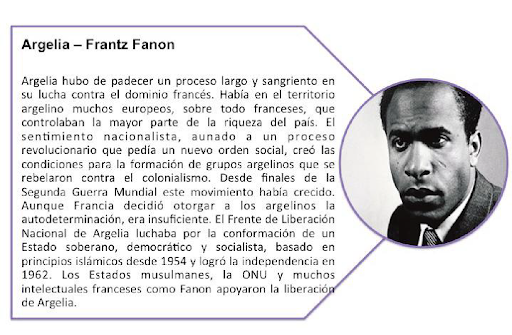 Argelia – Frantz Fanon
Argelia hubo de padecer un proceso largo y sangriento en
su lucha contra el dominio francés. Había en el territorio
argelino muchos europeos, sobre todo franceses, que
controlaban la mayor parte de la riqueza del país. El
sentimiento nacionalista, aunado a un proceso
revolucionario que pedía un nuevo orden social, creó las
condiciones para la formación de grupos argelinos que se
rebelaron contra el colonialismo. Desde finales de la
Segunda Guerra Mundial este movimiento había crecido.
Aunque Francia decidió otorgar a los argelinos la
autodeterminación, era insuficiente. El Frente de Liberación
Nacional de Argelia luchaba por la conformación de un
Estado soberano, democrático y socialista, basado en
principios islámicos desde 1954 y logró la independencia en
1962. Los Estados musulmanes, la ONU y muchos
intelectuales franceses como Fanon apoyaron la liberación
de Argelia.